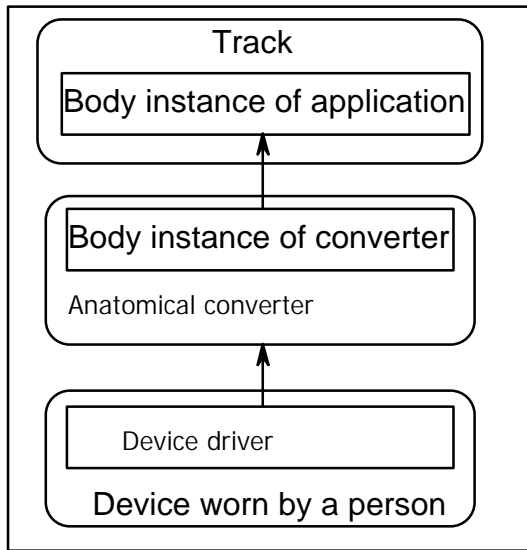 Track
Body instance of application
Body instance of converter
Anatomical converter
Device driver
Device worn by a person